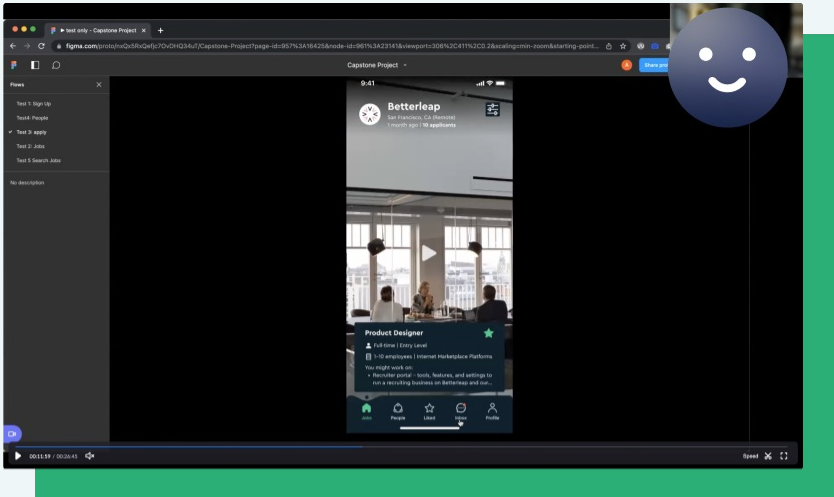 test only - Capstone Project
figma.com/proto/nxQsSRxQwfjc7OvDHQ34uT/Capstone-Project?page-id=957%3A16425&node-id=961%3A23141&viewport=306%2C411%2C0.2&scaling=min-zoom&starting-point...
Capstone Project
A
Share
Flows
Test 1: Sign Up
Test4: People
Test 3: apply
Test 2: Jobs
Test 5 Search Jobs
No description
9:41
Betterleap
San Francisco, CA (Remote)
1 month ago | 10 applicants
Product Designer
Full-time | Entry Level
1-10 employees | Internet Marketplace Platforms
You might work on:
• Recruiter portal – tools, features, and settings to
run a recruiting business on Betterleap and our...
Jobs
People
Liked
Inbox
Profile
00:11:59 / 00:26:45
Speed